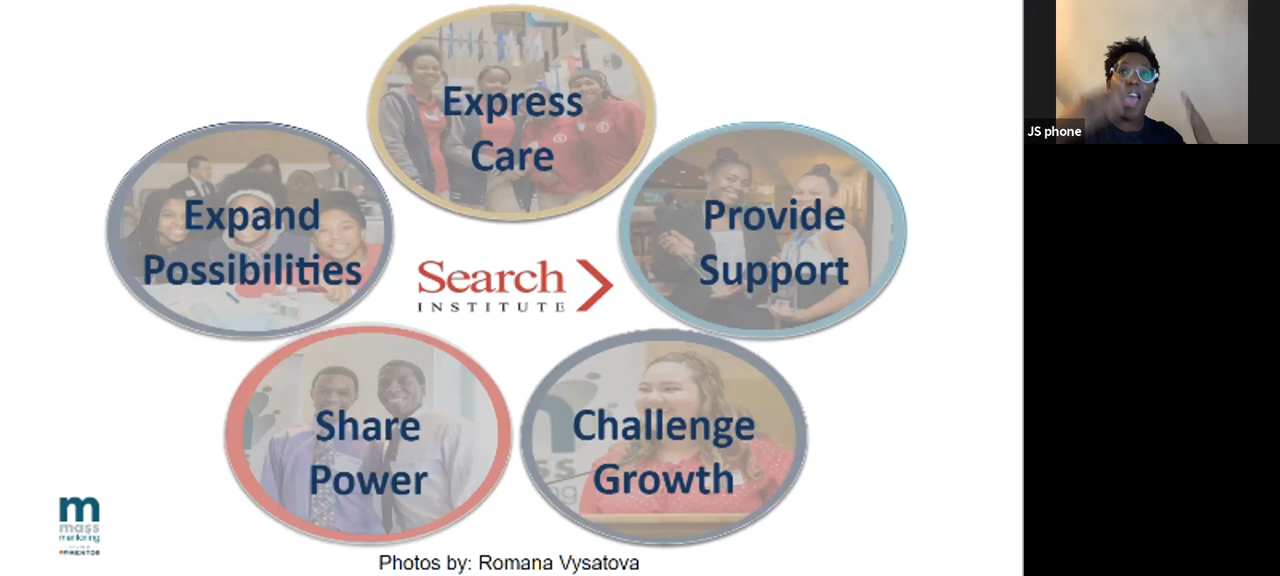 Express
Care
Expand
Possibilities
Provide
Support
Search
INSTITUTE
Share
Power
Challenge
Growth
m
mass
mentoring
MENTOR
Photos by: Romana Vysatova
JS phone